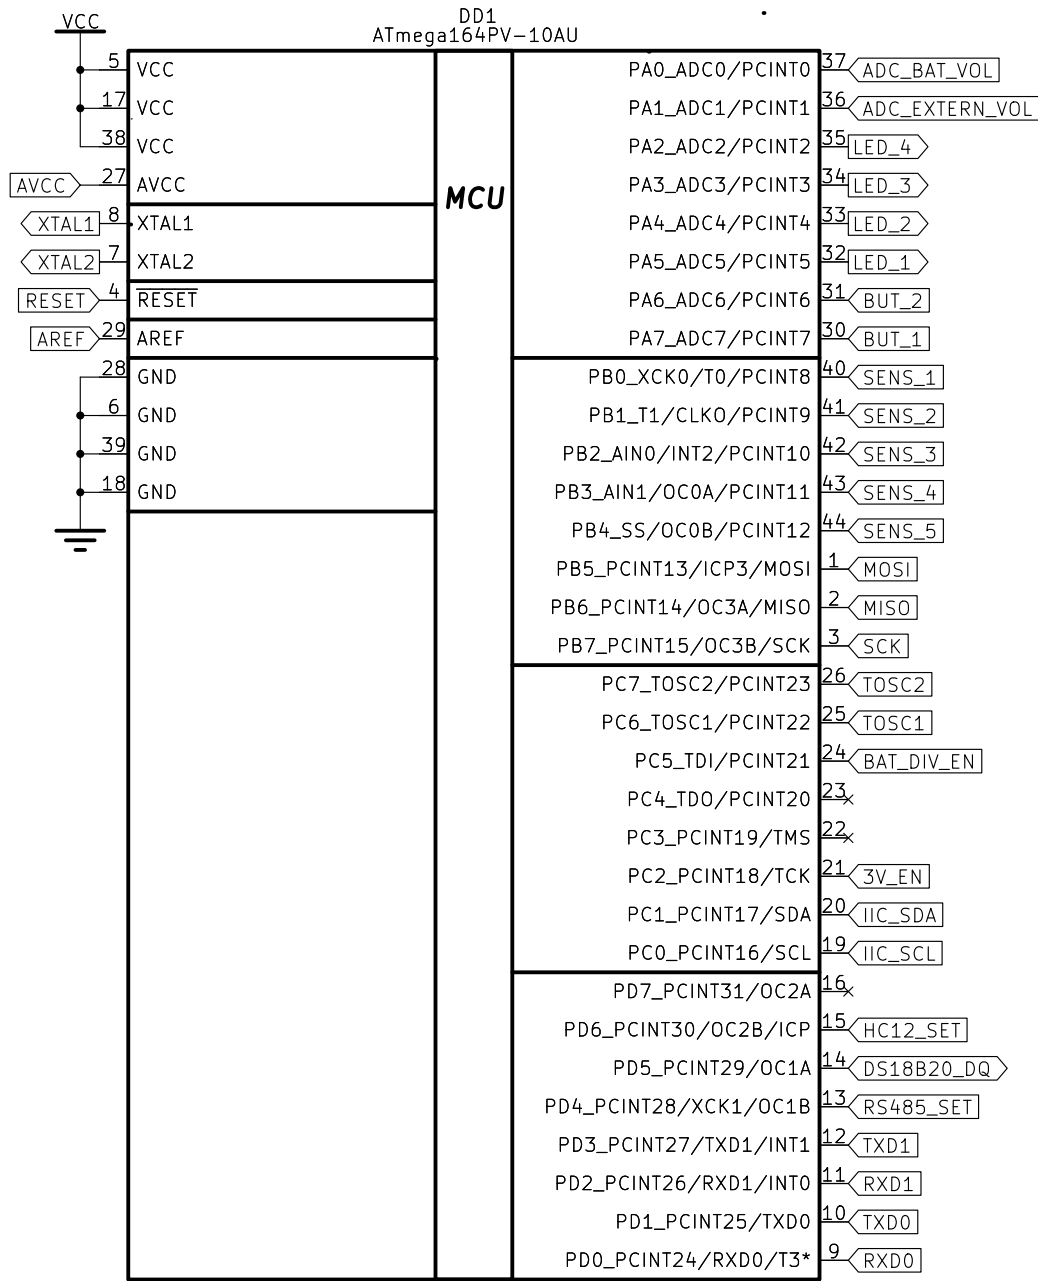 VCC
DD1
ATmega164PV-10AU
MCU
5 VCC
17 VCC
38 VCC
AVCC 27 AVCC
XTAL1 8 XTAL1
XTAL2 7 XTAL2
RESET 4 RESET
AREF 29 AREF
28 GND
6 GND
39 GND
18 GND
PA0_ADC0/PCINT0 37 ADC_BAT_VOL
PA1_ADC1/PCINT1 36 ADC_EXTERN_VOL
PA2_ADC2/PCINT2 35 LED_4
PA3_ADC3/PCINT3 34 LED_3
PA4_ADC4/PCINT4 33 LED_2
PA5_ADC5/PCINT5 32 LED_1
PA6_ADC6/PCINT6 31 BUT_2
PA7_ADC7/PCINT7 30 BUT_1
PB0_XCK0/T0/PCINT8 40 SENS_1
PB1_T1/CLKO/PCINT9 41 SENS_2
PB2_AIN0/INT2/PCINT10 42 SENS_3
PB3_AIN1/OC0A/PCINT11 43 SENS_4
PB4_SS/OC0B/PCINT12 44 SENS_5
PB5_PCINT13/ICP3/MOSI 1 MOSI
PB6_PCINT14/OC3A/MISO 2 MISO
PB7_PCINT15/OC3B/SCK 3 SCK
PC7_TOSC2/PCINT23 26 TOSC2
PC6_TOSC1/PCINT22 25 TOSC1
PC5_TDI/PCINT21 24 BAT_DIV_EN
PC4_TDO/PCINT20 23
PC3_PCINT19/TMS 22
PC2_PCINT18/TCK 21 3V_EN
PC1_PCINT17/SDA 20 IIC_SDA
PC0_PCINT16/SCL 19 IIC_SCL
PD7_PCINT31/OC2A 16
PD6_PCINT30/OC2B/ICP 15 HC12_SET
PD5_PCINT29/OC1A 14 DS18B20_DQ
PD4_PCINT28/XCK1/OC1B 13 RS485_SET
PD3_PCINT27/TXD1/INT1 12 TXD1
PD2_PCINT26/RXD1/INT0 11 RXD1
PD1_PCINT25/TXD0 10 TXD0
PD0_PCINT24/RXD0/T3* 9 RXD0